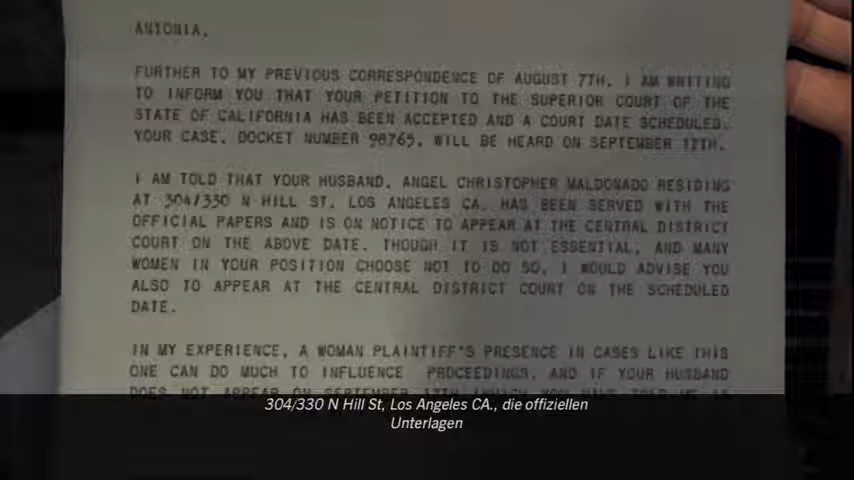 ANTONIA,
FURTHER TO MY PREVIOUS CORRESPONDENCE OF AUGUST 7TH, I AM WRITING
TO INFORM YOU THAT YOUR PETITION TO THE SUPERIOR COURT OF THE
STATE OF CALIFORNIA HAS BEEN ACCEPTED AND A COURT DATE SCHEDULED.
YOUR CASE, DOCKET NUMBER 98765, WILL BE HEARD ON SEPTEMBER 17TH.
I AM TOLD THAT YOUR HUSBAND, ANGEL CHRISTOPHER MALDONADO RESIDING
AT 304/330 N HILL ST, LOS ANGELES CA. HAS BEEN SERVED WITH THE
OFFICIAL PAPERS AND IS ON NOTICE TO APPEAR AT THE CENTRAL DISTRICT
COURT ON THE ABOVE DATE. THOUGH IT IS NOT ESSENTIAL, AND MANY
WOMEN IN YOUR POSITION CHOOSE NOT TO DO SO, I WOULD ADVISE YOU
ALSO TO APPEAR AT THE CENTRAL DISTRICT COURT ON THE SCHEDULED
DATE.
IN MY EXPERIENCE, A WOMAN PLAINTIFF'S PRESENCE IN CASES LIKE THIS
ONE CAN DO MUCH TO INFLUENCE PROCEEDINGS, AND IF YOUR HUSBAND
DOES NOT APPEAR ON SEPTEMBER 17TH
304/330 N Hill St, Los Angeles CA., die offiziellen
Unterlagen